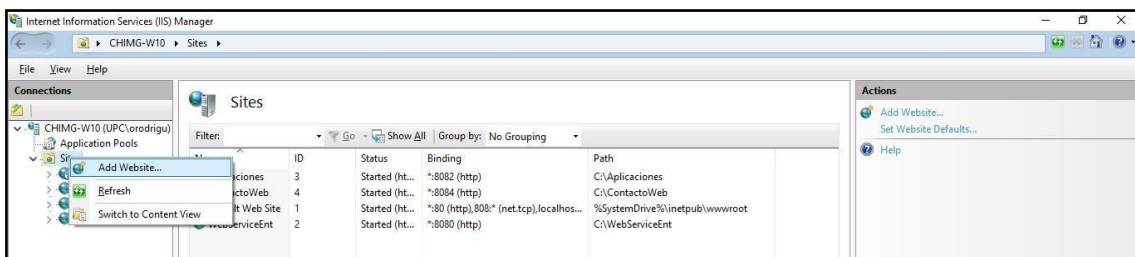 Internet Information Services (IIS) Manager
CHIMG-W10 Sites
File View Help
Connections
CHIMG-W10 (UPC\orodrigu)
Application Pools
Add Website...
Refresh
Switch to Content View
Sites
Filter: Go Show All Group by: No Grouping
ID Status Binding Path
3 Started (ht... *:8082 (http) C:\Aplicaciones
4 Started (ht... *:8084 (http) C:\ContactoWeb
Web Site 1 Started (ht... *:80 (http),808:* (net.tcp),localhos... %SystemDrive%\inetpub\wwwroot
2 Started (ht... *:8080 (http) C:\WebServiceEnt
Actions
Add Website...
Set Website Defaults...
Help